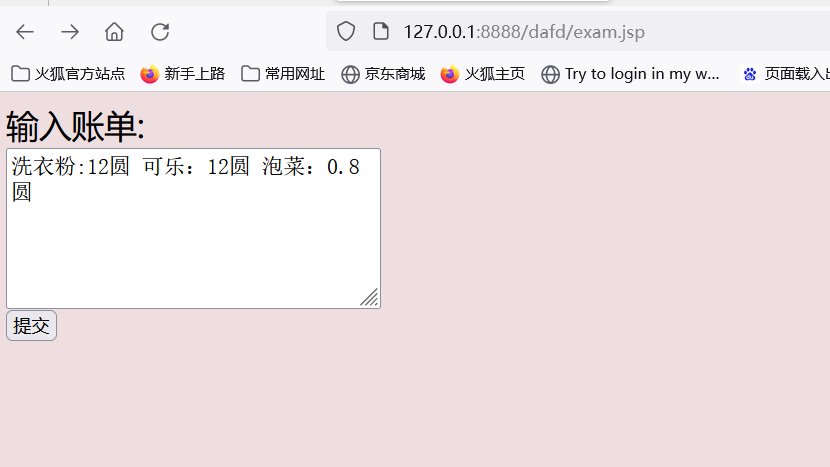 127.0.0.1:8888/dafd/exam.jsp
火狐官方站点 新手上路 常用网址 京东商城 火狐主页 Try to login in my w... 页面载入出
输入账单:
洗衣粉:12圆 可乐：12圆 泡菜：0.8
圆
提交